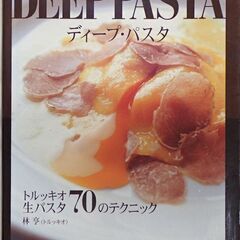 DEEP PASTA
ディープ・パスタ
トルッキオ
生パスタ 70のテクニック
林 亨(トルッキオ)